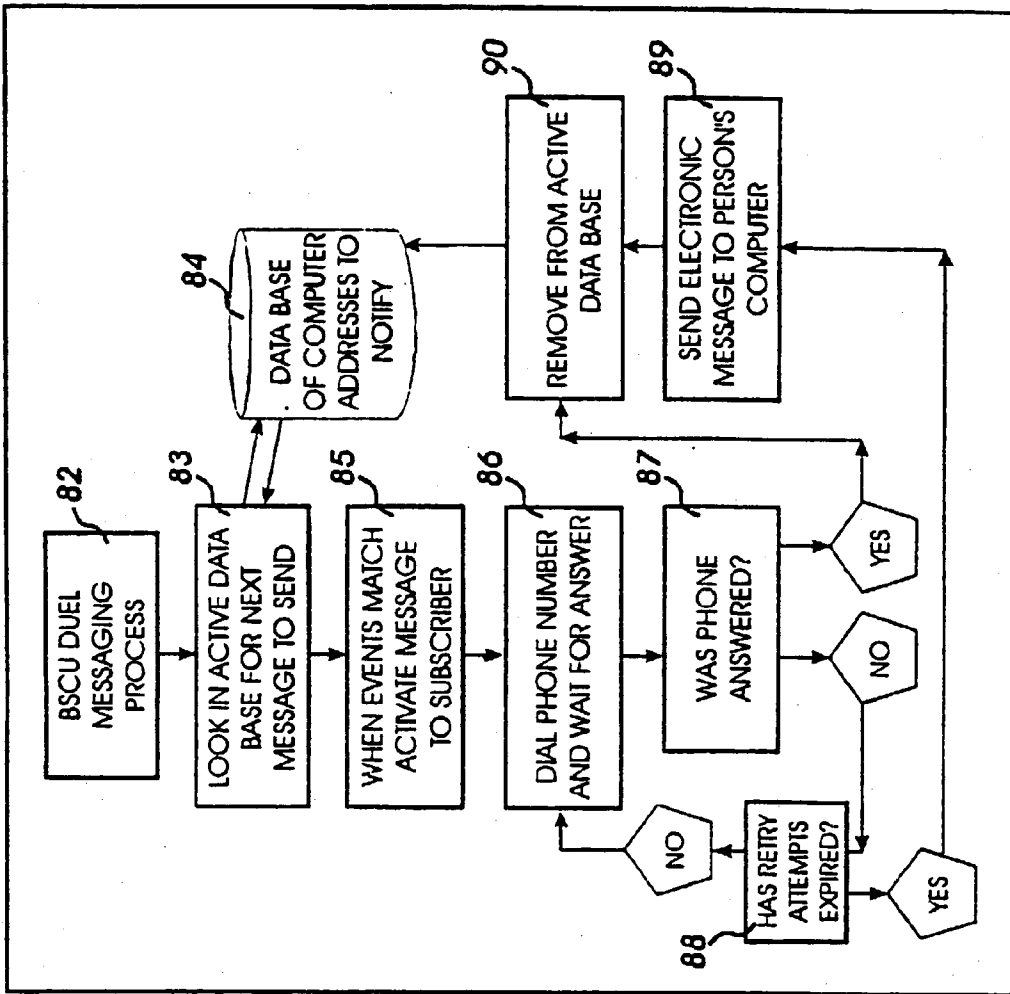 82
BSCU DUEL
MESSAGING
PROCESS
83
LOOK IN ACTIVE DATA
BASE FOR NEXT
MESSAGE TO SEND
84
DATA BASE
OF COMPUTER
ADDRESSES TO
NOTIFY
85
WHEN EVENTS MATCH
ACTIVATE MESSAGE
TO SUBSCRIBER
86
DIAL PHONE NUMBER
AND WAIT FOR ANSWER
87
WAS PHONE
ANSWERED?
NO
YES
88
HAS RETRY
ATTEMPTS
EXPIRED?
NO
YES
89
SEND ELECTRONIC
MESSAGE TO PERSON'S
COMPUTER
90
REMOVE FROM ACTIVE
DATA BASE